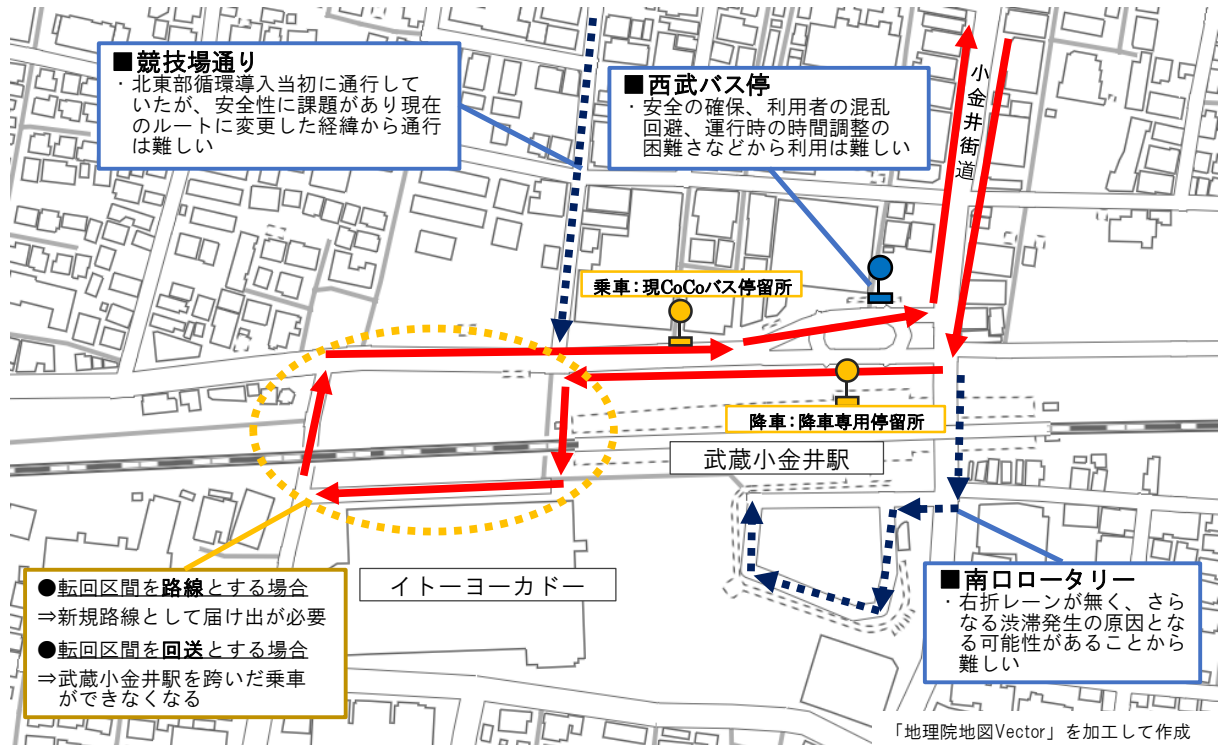 ■競技場通り
・北東部循環導入当初に通行して
いたが、安全性に課題があり現在
のルートに変更した経緯から通行
は難しい
■西武バス停
・安全の確保、利用者の混乱
回避、運行時の時間調整の
困難さなどから利用は難しい
小金井街道
乗車：現CoCoバス停留所
降車：降車専用停留所
武蔵小金井駅
イトーヨーカドー
●転回区間を路線とする場合
⇒新規路線として届け出が必要
●転回区間を回送とする場合
⇒武蔵小金井駅を跨いだ乗車
ができなくなる
■南口ロータリー
・右折レーンが無く、さら
なる渋滞発生の原因とな
る可能性があることから
難しい
「地理院地図Vector」を加工して作成